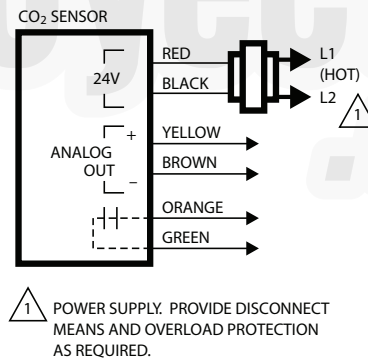 CO₂ SENSOR
RED
L1
(HOT)
24V
BLACK
L2
1
+
YELLOW
ANALOG
OUT
BROWN
–
ORANGE
GREEN
1 POWER SUPPLY. PROVIDE DISCONNECT
MEANS AND OVERLOAD PROTECTION
AS REQUIRED.